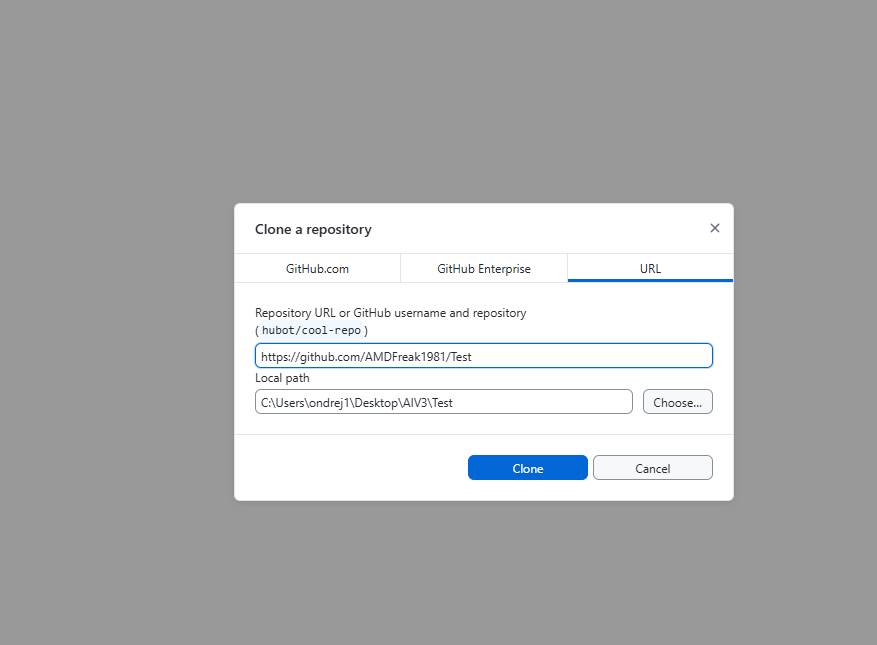 Clone a repository
GitHub.com GitHub Enterprise URL
Repository URL or GitHub username and repository
(hubot/cool-repo)
https://github.com/AMDFreak1981/Test
Local path
C:\Users\ondrej1\Desktop\AIV3\Test Choose...
Clone Cancel